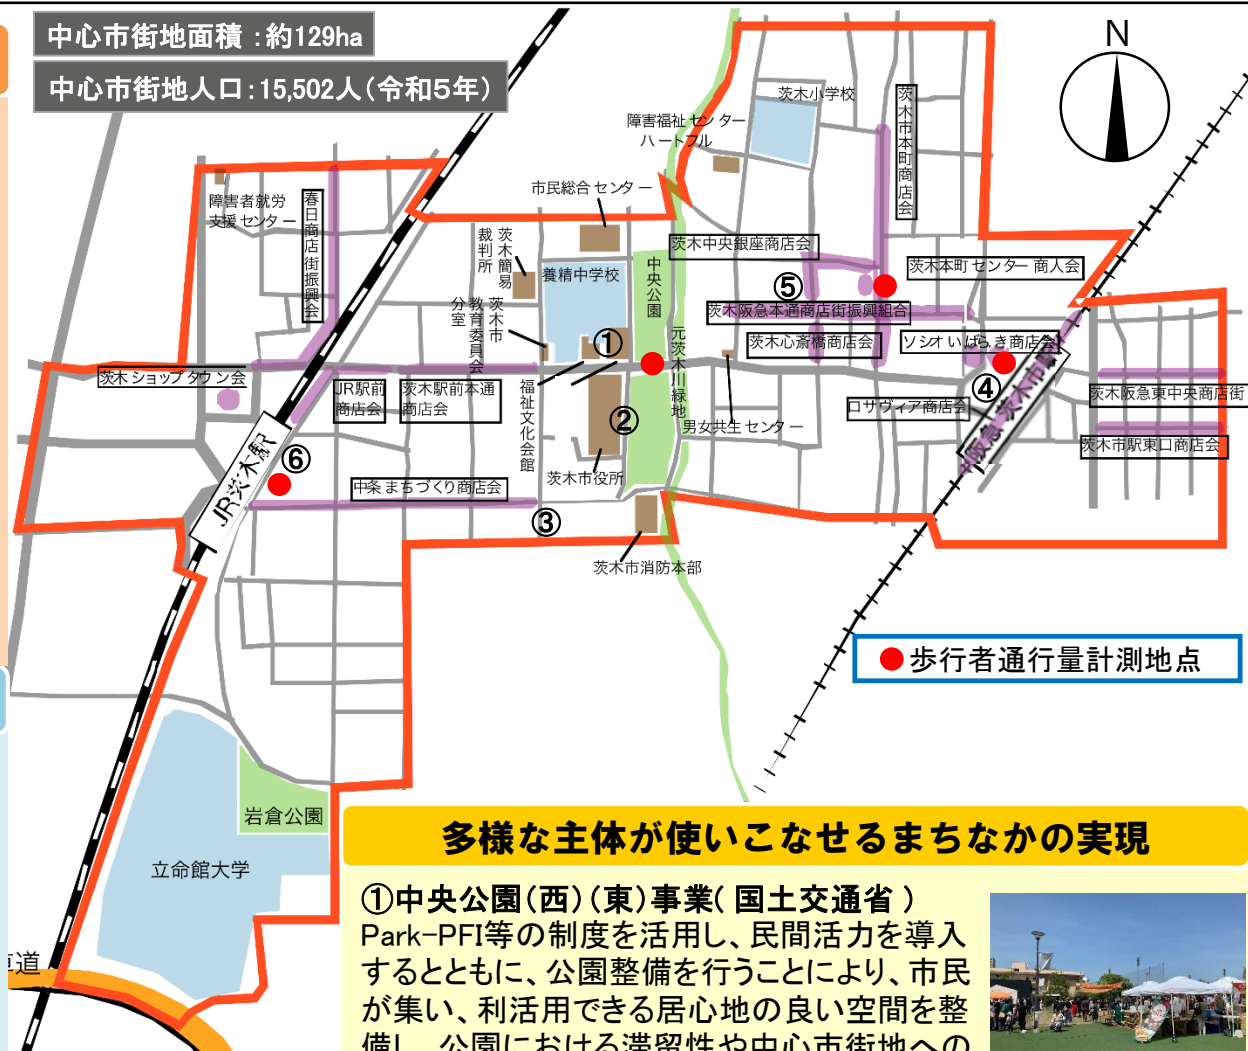 中心市街地面積：約129ha
中心市街地人口：15,502人（令和５年）
N
茨木小学校
障害福祉センター
ハートフル
茨木市本町商店会
市民総合センター
障害者就労
支援センター
春日商店街振興会
茨木簡易
裁判所
養精中学校
中央公園
茨木中央銀座商店会
茨木本町センター商人会
⑤
茨木市
教育委員会
分室
茨木阪急本通商店街振興組合
①
元茨木川緑地
茨木心斎橋商店会
ソシオいばらき商店会
茨木ショップタウン会
JR駅前
商店会
茨木駅前本通
商店会
福祉文化会館
②
男女共生センター
ロサヴィア商店会
④
阪急 茨木市駅
茨木阪急東中央商店街
茨木市駅東口商店会
JR茨木駅
⑥
茨木市役所
中条まちづくり商店会
③
茨木市消防本部
歩行者通行量計測地点
岩倉公園
立命館大学
道
多様な主体が使いこなせるまちなかの実現
①中央公園（西）（東）事業（国土交通省）
Park-PFI等の制度を活用し、民間活力を導入
するとともに、公園整備を行うことにより、市民
が集い、利活用できる居心地の良い空間を整
備し、公園における滞留性や中心市街地への